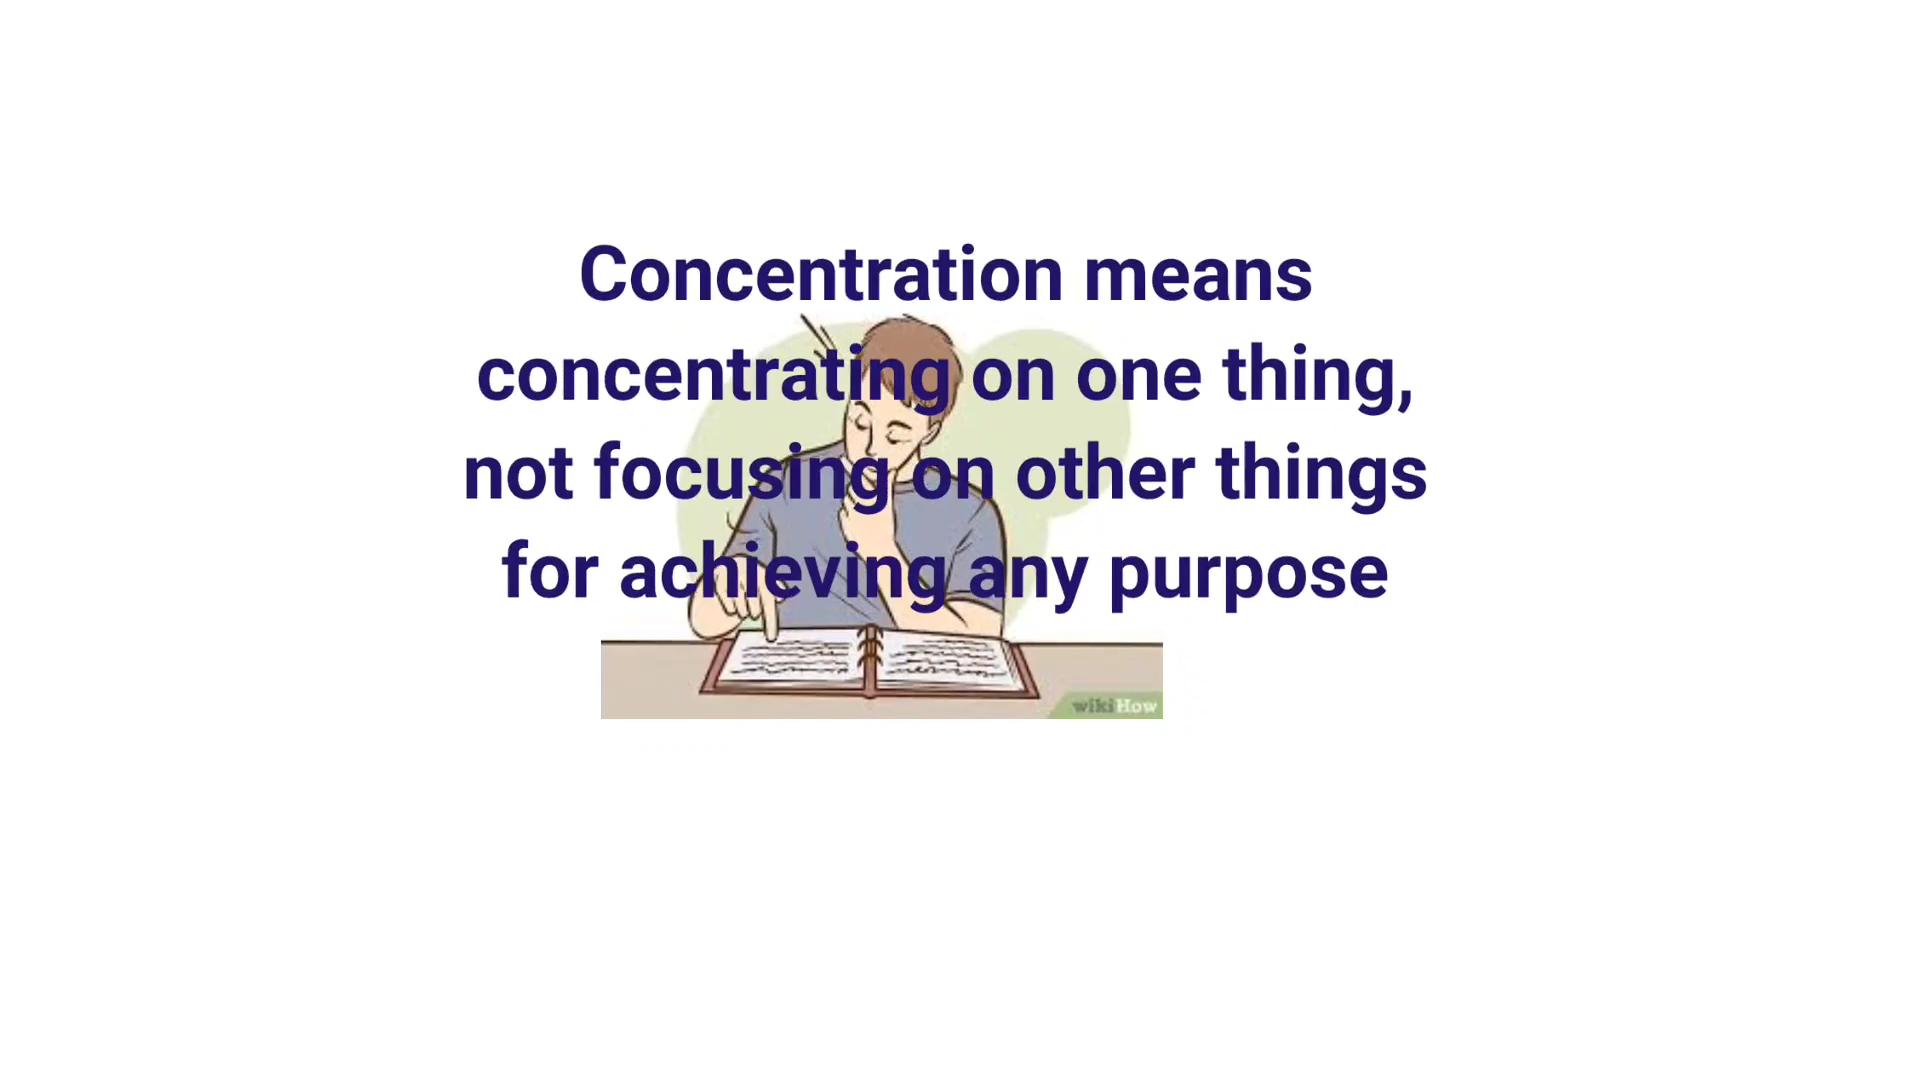 Concentration means
concentrating on one thing,
not focusing on other things
for achieving any purpose
wikiHow